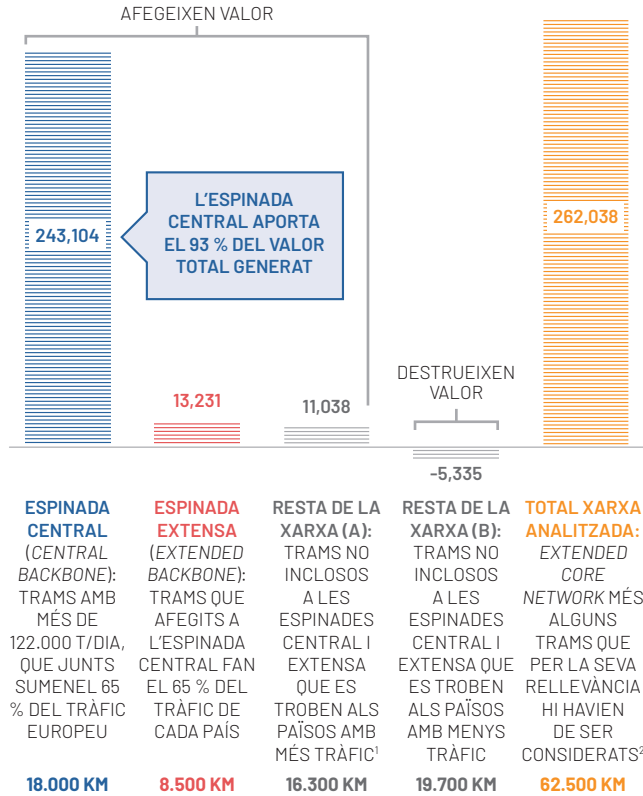 AFEGEIXEN VALOR
L'ESPINADA
CENTRAL APORTA
EL 93 % DEL VALOR
TOTAL GENERAT
243,104
262,038
DESTRUEIXEN
VALOR
13,231
11,038
-5,335
ESPINADA
CENTRAL
(CENTRAL
BACKBONE):
TRAMS AMB
MÉS DE
122.000 T/DIA,
QUE JUNTS
SUMENEL 65
% DEL TRÀFIC
EUROPEU
18.000 KM
ESPINADA
EXTENSA
(EXTENDED
BACKBONE):
TRAMS QUE
AFEGITS A
L'ESPINADA
CENTRAL FAN
EL 65 % DEL
TRÀFIC DE
CADA PAÍS
8.500 KM
RESTA DE LA
XARXA (A):
TRAMS NO
INCLOSOS
A LES
ESPINADES
CENTRAL I
EXTENSA
QUE ES
TROBEN ALS
PAÏSOS AMB
MÉS TRÀFIC¹
16.300 KM
RESTA DE LA
XARXA (B):
TRAMS NO
INCLOSOS
A LES
ESPINADES
CENTRAL I
EXTENSA QUE
ES TROBEN
ALS PAÏSOS
AMB MENYS
TRÀFIC
19.700 KM
TOTAL XARXA
ANALITZADA:
EXTENDED
CORE
NETWORK MÉS
ALGUNS
TRAMS QUE
PER LA SEVA
RELLEVÀNCIA
HI HAVIEN
DE SER
CONSIDERATS²
62.500 KM